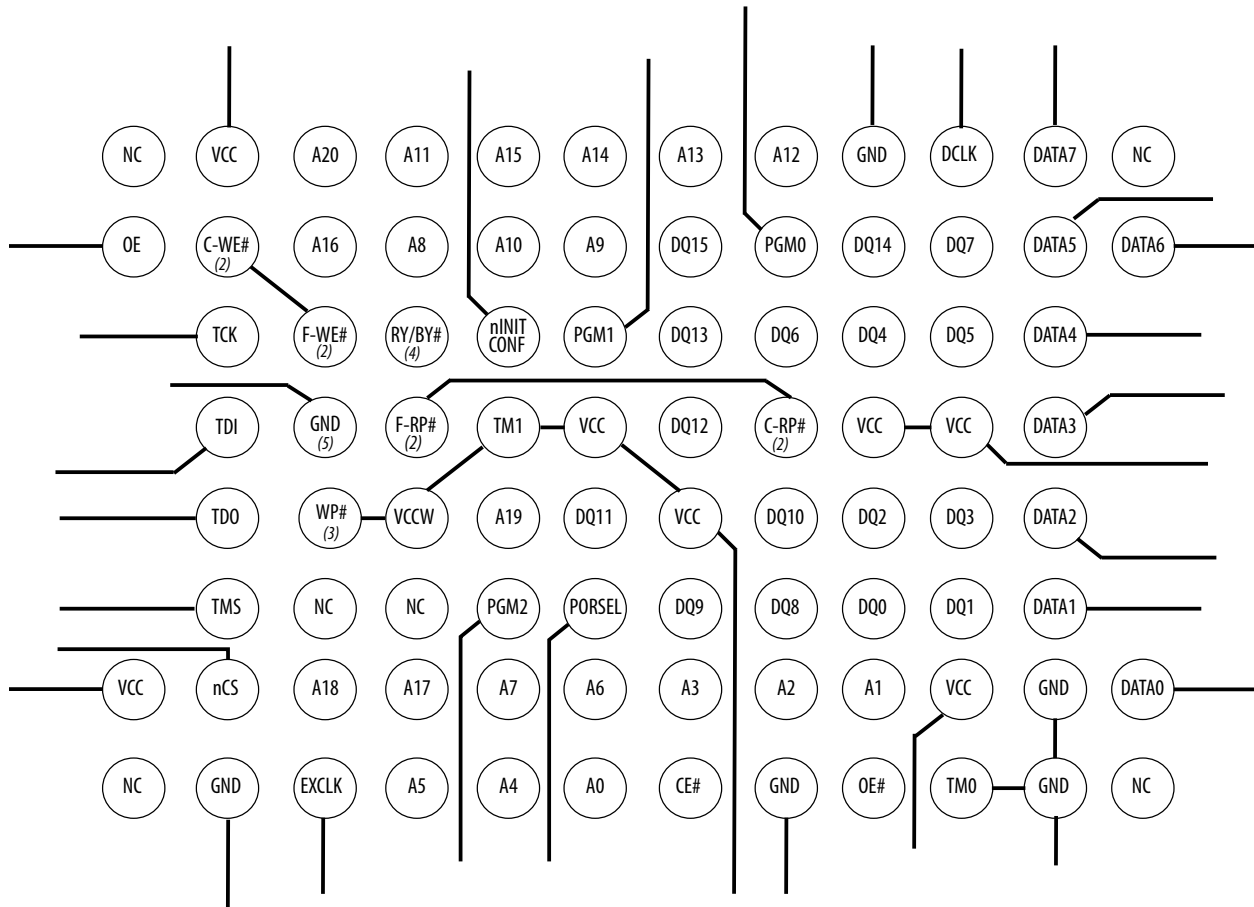 NC VCC A20 A11 A15 A14 A13 A12 GND DCLK DATA7 NC
OE C-WE# (2) A16 A8 A10 A9 DQ15 PGM0 DQ14 DQ7 DATA5 DATA6
TCK F-WE# (2) RY/BY# (4) nINIT CONF PGM1 DQ13 DQ6 DQ4 DQ5 DATA4
TDI GND (5) F-RP# (2) TM1 VCC DQ12 C-RP# (2) VCC VCC DATA3
TDO WP# (3) VCCW A19 DQ11 VCC DQ10 DQ2 DQ3 DATA2
TMS NC NC PGM2 PORSEL DQ9 DQ8 DQ0 DQ1 DATA1
VCC nCS A18 A17 A7 A6 A3 A2 A1 VCC GND DATA0
NC GND EXCLK A5 A4 A0 CE# GND OE# TM0 GND NC